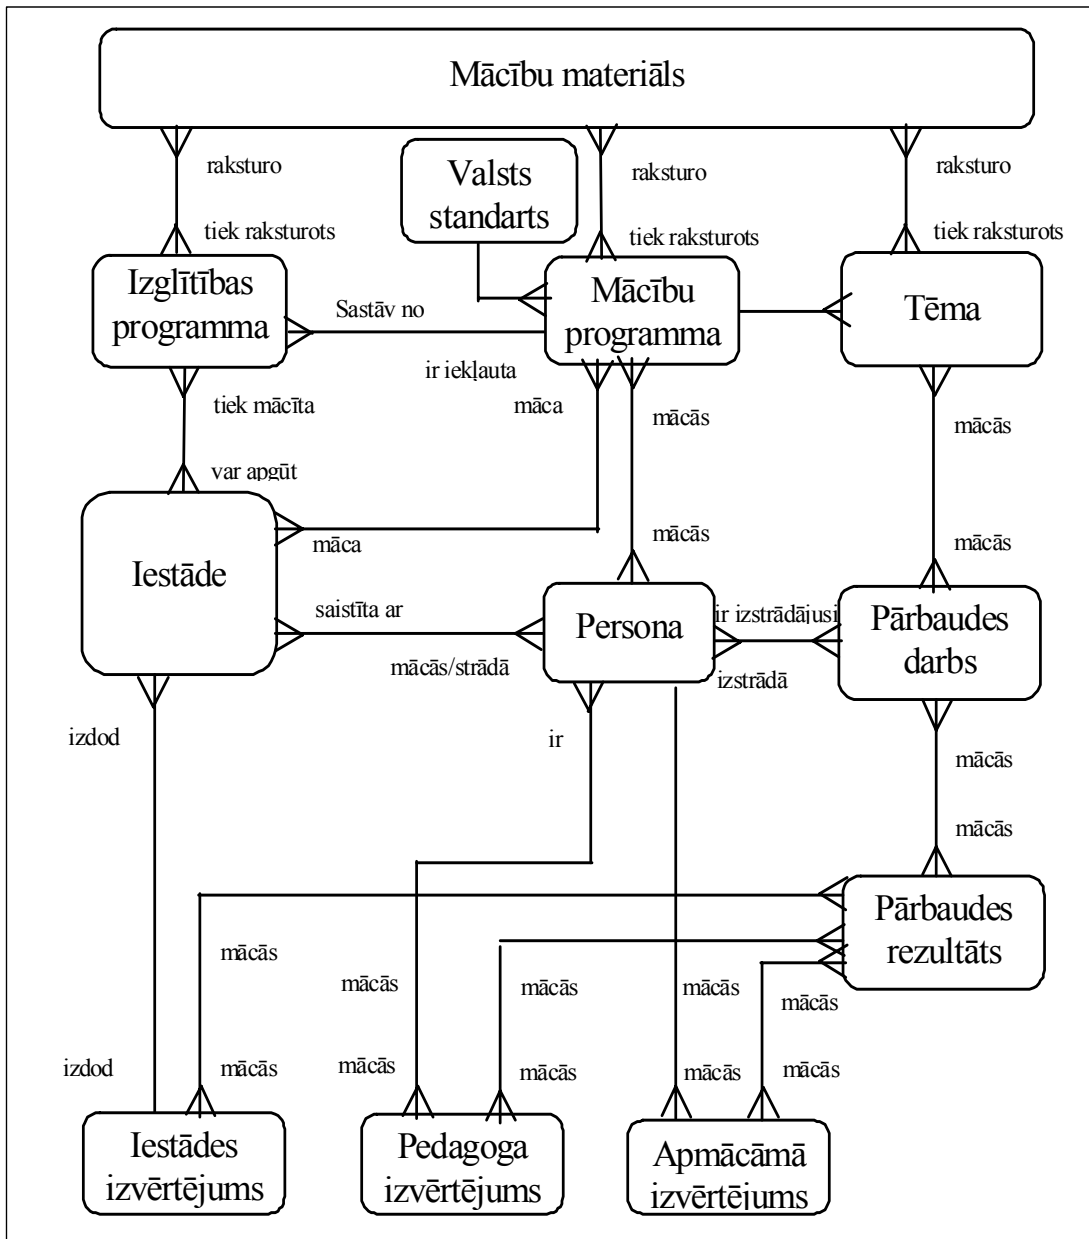 Mācību materiāls
raksturo
raksturo
raksturo
Valsts
standarts
tiek raksturots
tiek raksturots
tiek raksturots
Izglītības
programma
Sastāv no
ir iekļauta
Mācību
programma
Tēma
tiek mācīta
māca
mācās
mācās
var apgūt
māca
mācās
mācās
Iestāde
saistīta ar
mācās/strādā
Persona
ir izstrādājusi
izstrādā
Pārbaudes
darbs
izdod
ir
mācās
mācās
Pārbaudes
rezultāts
mācās
mācās
mācās
mācās
mācās
izdod
mācās
mācās
mācās
mācās
mācās
Iestādes
izvērtējums
Pedagoga
izvērtējums
Apmācāmā
izvērtējums